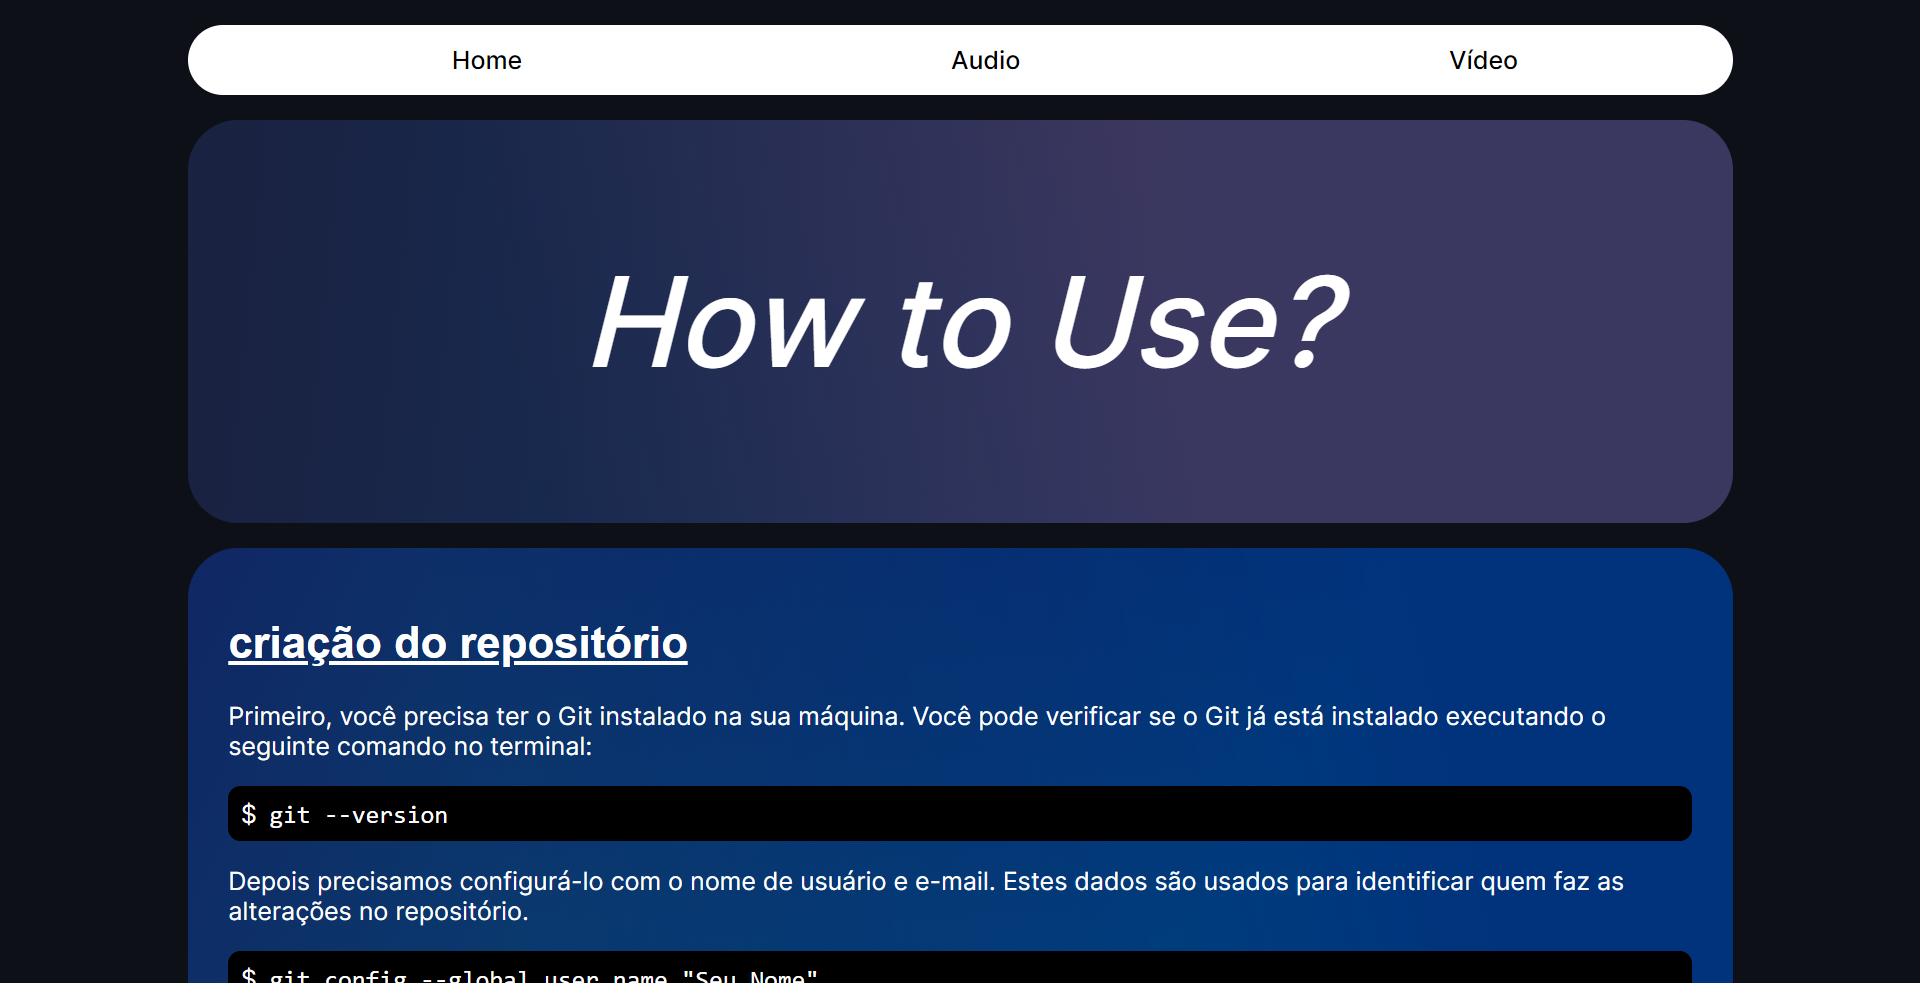 Home
Audio
Vídeo
How to Use?
criação do repositório
Primeiro, você precisa ter o Git instalado na sua máquina. Você pode verificar se o Git já está instalado executando o
seguinte comando no terminal:
$ git --version
Depois precisamos configurá-lo com o nome de usuário e e-mail. Estes dados são usados para identificar quem faz as
alterações no repositório.
$ git config --global user.name "Seu Nome"